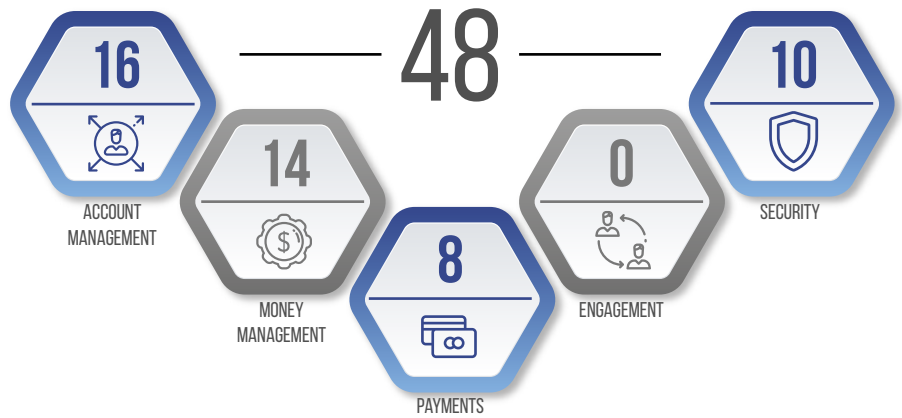 48
16
ACCOUNT
MANAGEMENT
14
$
MONEY
MANAGEMENT
8
PAYMENTS
0
ENGAGEMENT
10
SECURITY